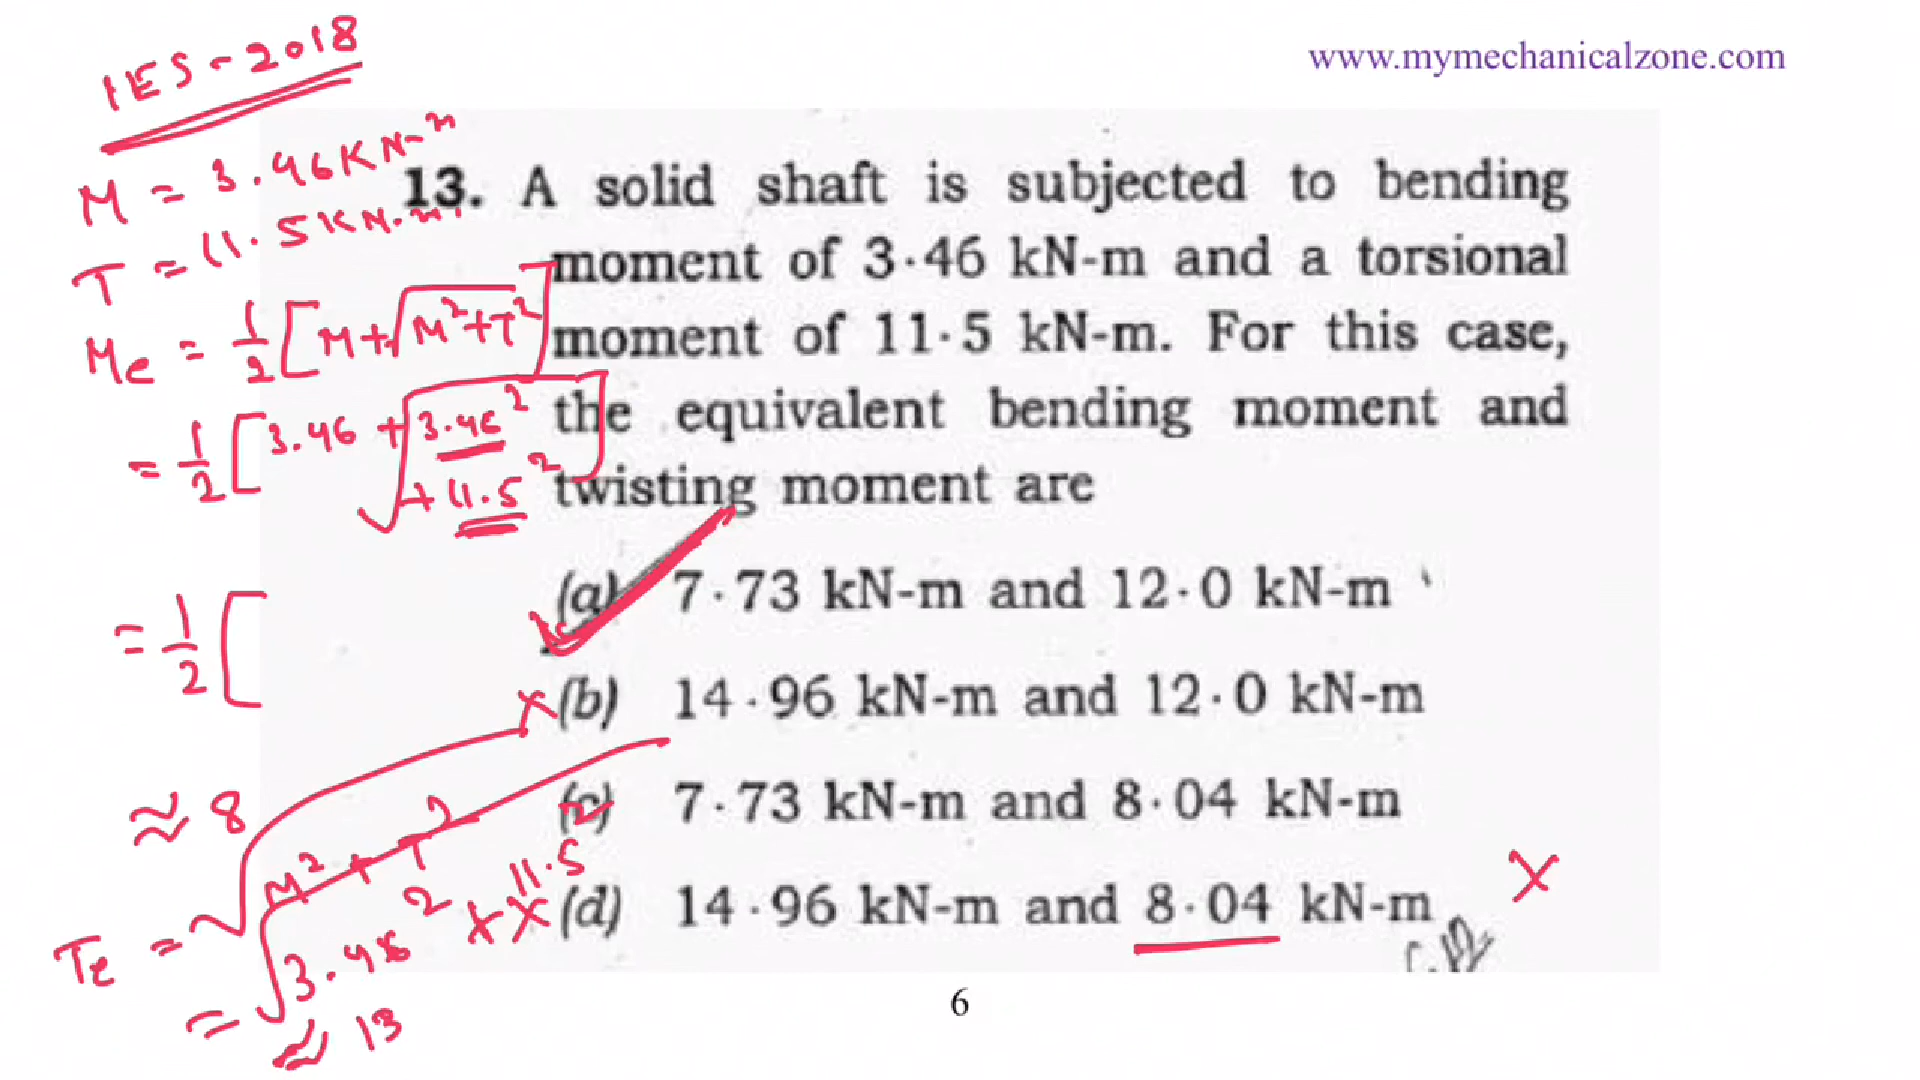 IES - 2018
www.mymechanicalzone.com
M = 3.46 KN-m
T = 11.5 KN.m.
Me = 1/2 [M+√M²+T²]
= 1/2 [3.46 + √3.46² + 11.5²]
= 1/2 [
≈ 8
Te = √M² + T²
= √3.46² + 11.5
≈ 13
13. A solid shaft is subjected to bending
moment of 3·46 kN-m and a torsional
moment of 11·5 kN-m. For this case,
the equivalent bending moment and
twisting moment are
(a) 7·73 kN-m and 12·0 kN-m
x (b) 14·96 kN-m and 12·0 kN-m
(c) 7·73 kN-m and 8·04 kN-m
x (d) 14·96 kN-m and 8·04 kN-m x
6